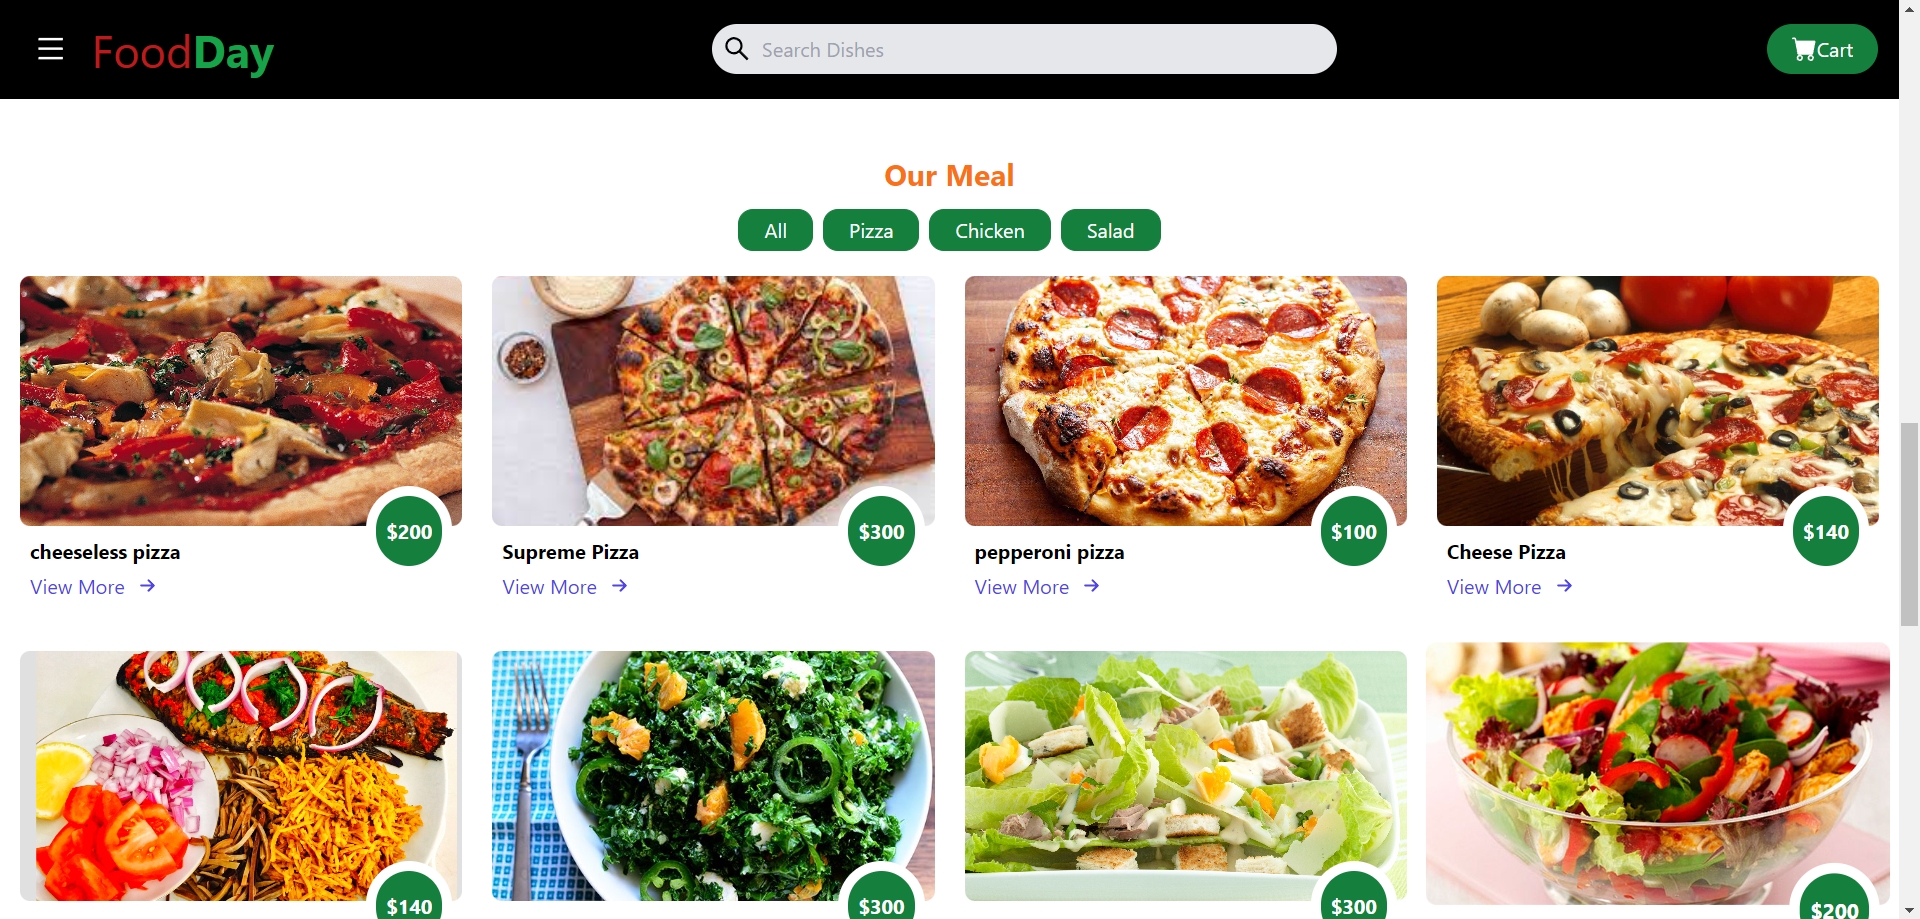 FoodDay
Search Dishes
Cart
Our Meal
All
Pizza
Chicken
Salad
$200
$300
$100
$140
cheeseless pizza
Supreme Pizza
pepperoni pizza
Cheese Pizza
View More
View More
View More
View More
$140
$300
$300
$200